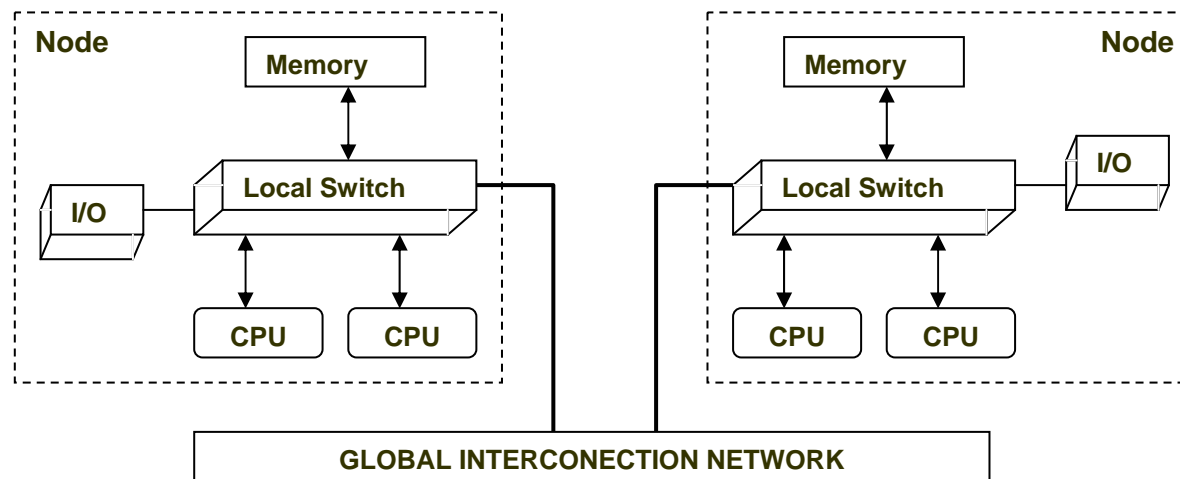 Node
Node
Memory
Memory
Local Switch
I/O
Local Switch
I/O
CPU
CPU
CPU
CPU
GLOBAL INTERCONECTION NETWORK